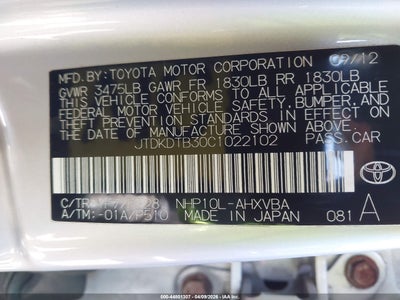 09/12
MFD.BY:TOYOTA MOTOR CORPORATION
GVWR 3475LB GAWR FR 1830LB RR 1830LB
THIS VEHICLE CONFORMS TO ALL APPLICABLE
FEDERAL MOTOR VEHICLE SAFETY, BUMPER, AND
THEFT PREVENTION STANDARDS IN EFFECT ON
THE DATE OF MANUFACTURE SHOWN ABOVE.
JTDKDTB30C1022102 PASS.CAR
TOYOTA
C/TR NHP10L-AHXVBA
A/TM:-01A/P510 MADE IN JAPAN 081 A